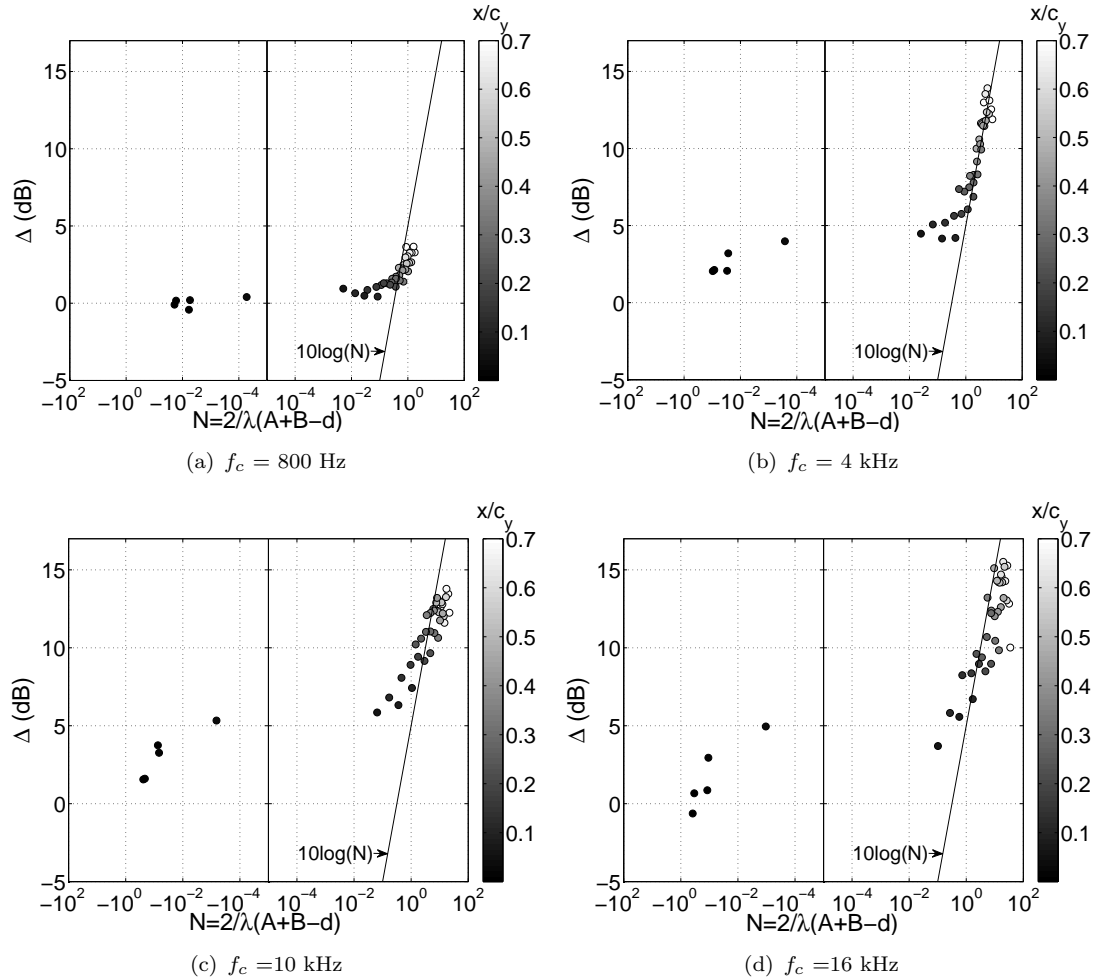 x/c_y
0.7
0.6
0.5
0.4
0.3
0.2
0.1
15
10
5
0
−5
Δ (dB)
10log(N)
−10^2 −10^0 −10^−2 −10^−4 10^−4 10^−2 10^0 10^2
N=2/λ(A+B−d)
(a) f_c = 800 Hz
x/c_y
0.7
0.6
0.5
0.4
0.3
0.2
0.1
15
10
5
0
−5
Δ (dB)
10log(N)
−10^2 −10^0 −10^−2 −10^−4 10^−4 10^−2 10^0 10^2
N=2/λ(A+B−d)
(b) f_c = 4 kHz
x/c_y
0.7
0.6
0.5
0.4
0.3
0.2
0.1
15
10
5
0
−5
Δ (dB)
10log(N)
−10^2 −10^0 −10^−2 −10^−4 10^−4 10^−2 10^0 10^2
N=2/λ(A+B−d)
(c) f_c =10 kHz
x/c_y
0.7
0.6
0.5
0.4
0.3
0.2
0.1
15
10
5
0
−5
Δ (dB)
10log(N)
−10^2 −10^0 −10^−2 −10^−4 10^−4 10^−2 10^0 10^2
N=2/λ(A+B−d)
(d) f_c =16 kHz